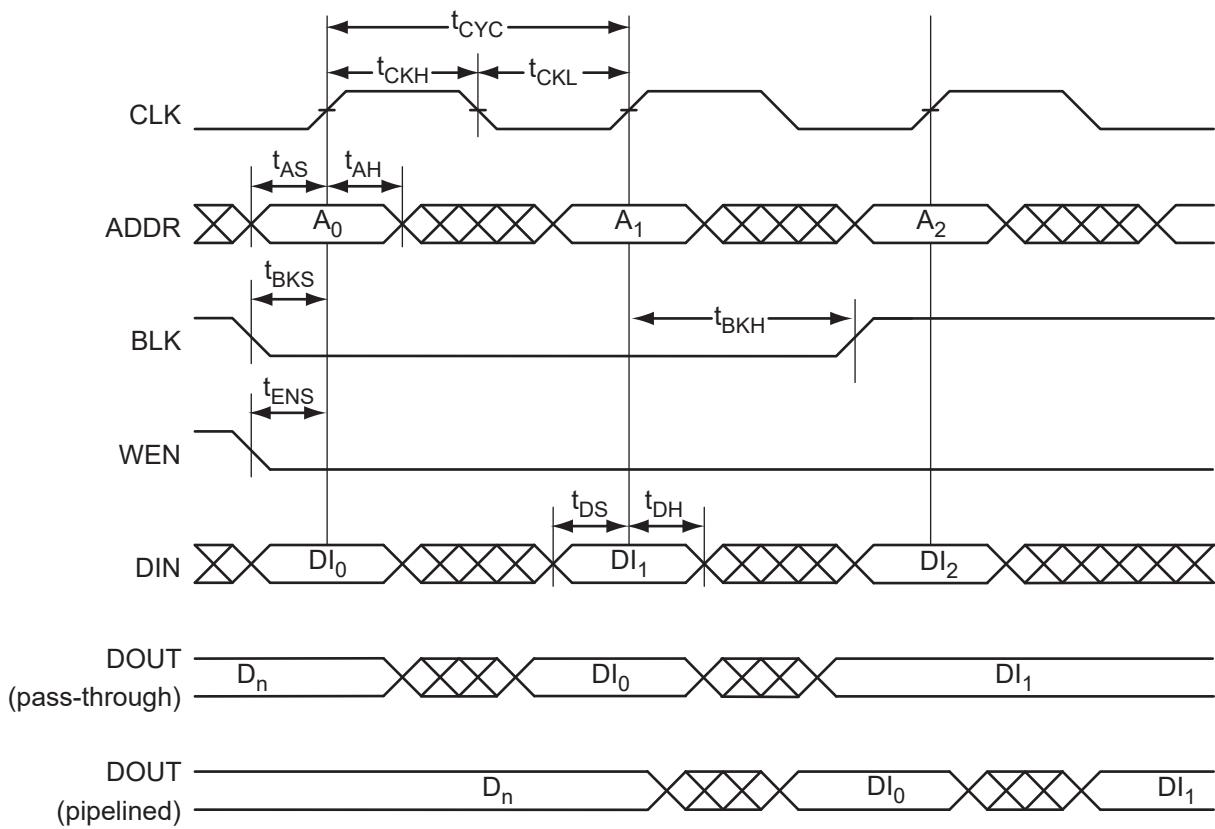 tCYC
tCKH tCKL
CLK
tAS tAH
ADDR A0 A1 A2
tBKS
BLK tBKH
tENS
WEN
tDS tDH
DIN DI0 DI1 DI2
DOUT
(pass-through) Dn DI0 DI1
DOUT
(pipelined) Dn DI0 DI1